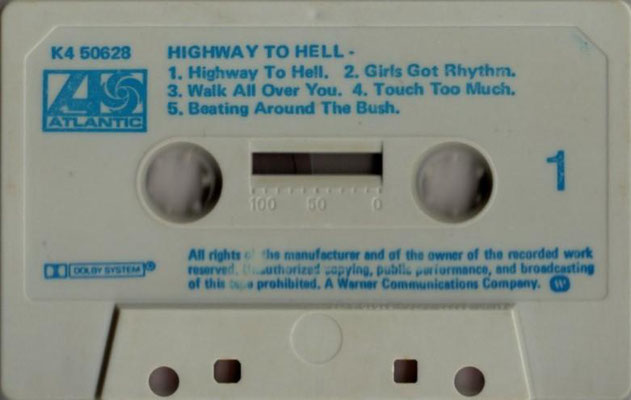 K4 50628
HIGHWAY TO HELL -
1. Highway To Hell. 2. Girls Got Rhythm.
3. Walk All Over You. 4. Touch Too Much.
5. Beating Around The Bush.
ATLANTIC
1
100 50 0
All rights of the manufacturer and of the owner of the recorded work
reserved. Unauthorized copying, public performance, and broadcasting
of this tape prohibited. A Warner Communications Company.
DOLBY SYSTEM ®